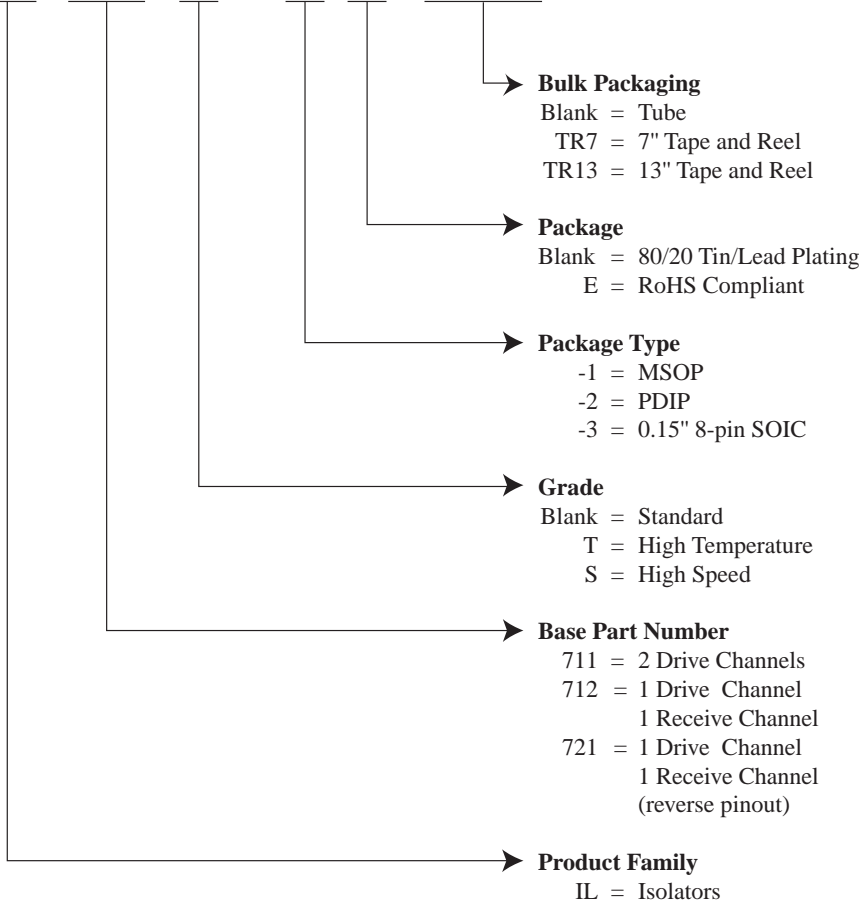 Bulk Packaging
Blank = Tube
TR7 = 7" Tape and Reel
TR13 = 13" Tape and Reel
Package
Blank = 80/20 Tin/Lead Plating
E = RoHS Compliant
Package Type
-1 = MSOP
-2 = PDIP
-3 = 0.15" 8-pin SOIC
Grade
Blank = Standard
T = High Temperature
S = High Speed
Base Part Number
711 = 2 Drive Channels
712 = 1 Drive Channel
1 Receive Channel
721 = 1 Drive Channel
1 Receive Channel
(reverse pinout)
Product Family
IL = Isolators